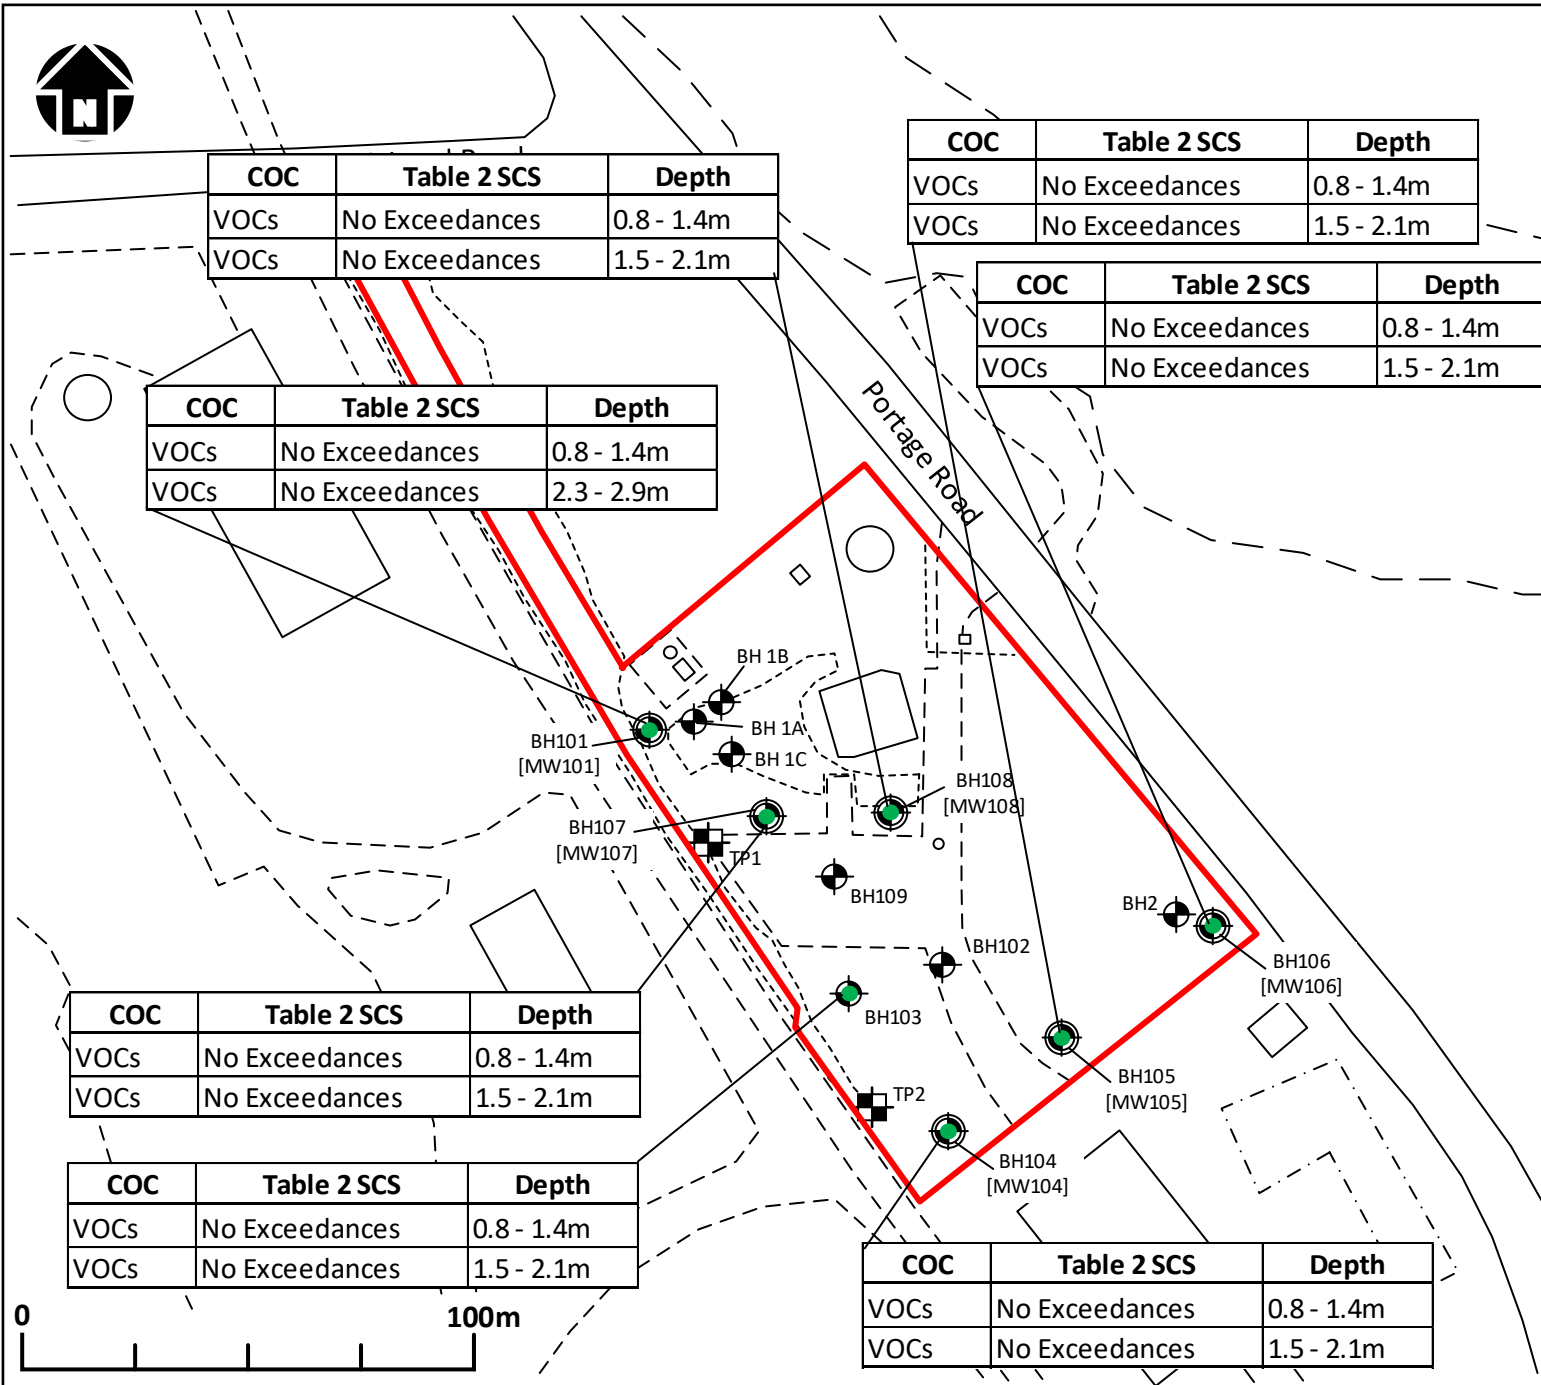 N
COC Table 2 SCS Depth
VOCs No Exceedances 0.8 - 1.4m
VOCs No Exceedances 1.5 - 2.1m
COC Table 2 SCS Depth
VOCs No Exceedances 0.8 - 1.4m
VOCs No Exceedances 1.5 - 2.1m
COC Table 2 SCS Depth
VOCs No Exceedances 0.8 - 1.4m
VOCs No Exceedances 1.5 - 2.1m
COC Table 2 SCS Depth
VOCs No Exceedances 0.8 - 1.4m
VOCs No Exceedances 2.3 - 2.9m
Portage Road
BH 1B
BH 1A
BH 1C
BH101
[MW101]
BH108
[MW108]
BH107
[MW107]
TP1
BH109
BH2
BH102
BH106
[MW106]
BH103
BH105
[MW105]
TP2
BH104
[MW104]
COC Table 2 SCS Depth
VOCs No Exceedances 0.8 - 1.4m
VOCs No Exceedances 1.5 - 2.1m
COC Table 2 SCS Depth
VOCs No Exceedances 0.8 - 1.4m
VOCs No Exceedances 1.5 - 2.1m
COC Table 2 SCS Depth
VOCs No Exceedances 0.8 - 1.4m
VOCs No Exceedances 1.5 - 2.1m
0 100m